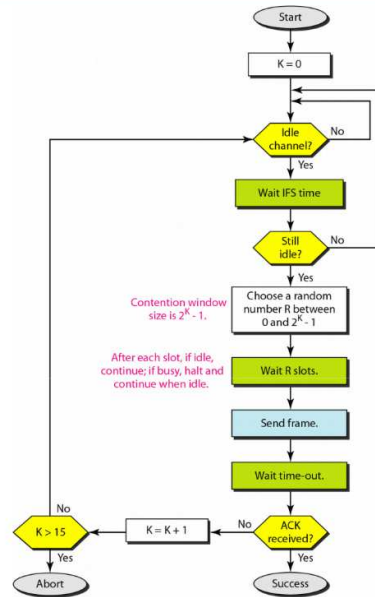 Start
K = 0
Idle
channel?
No
Yes
Wait IFS time
Still
idle?
No
Yes
Contention window
size is 2^K - 1.
Choose a random
number R between
0 and 2^K - 1
After each slot, if idle,
continue; if busy, halt and
continue when idle.
Wait R slots.
Send frame.
Wait time-out.
No
K > 15
Yes
Abort
K = K + 1
No
ACK
received?
Yes
Success